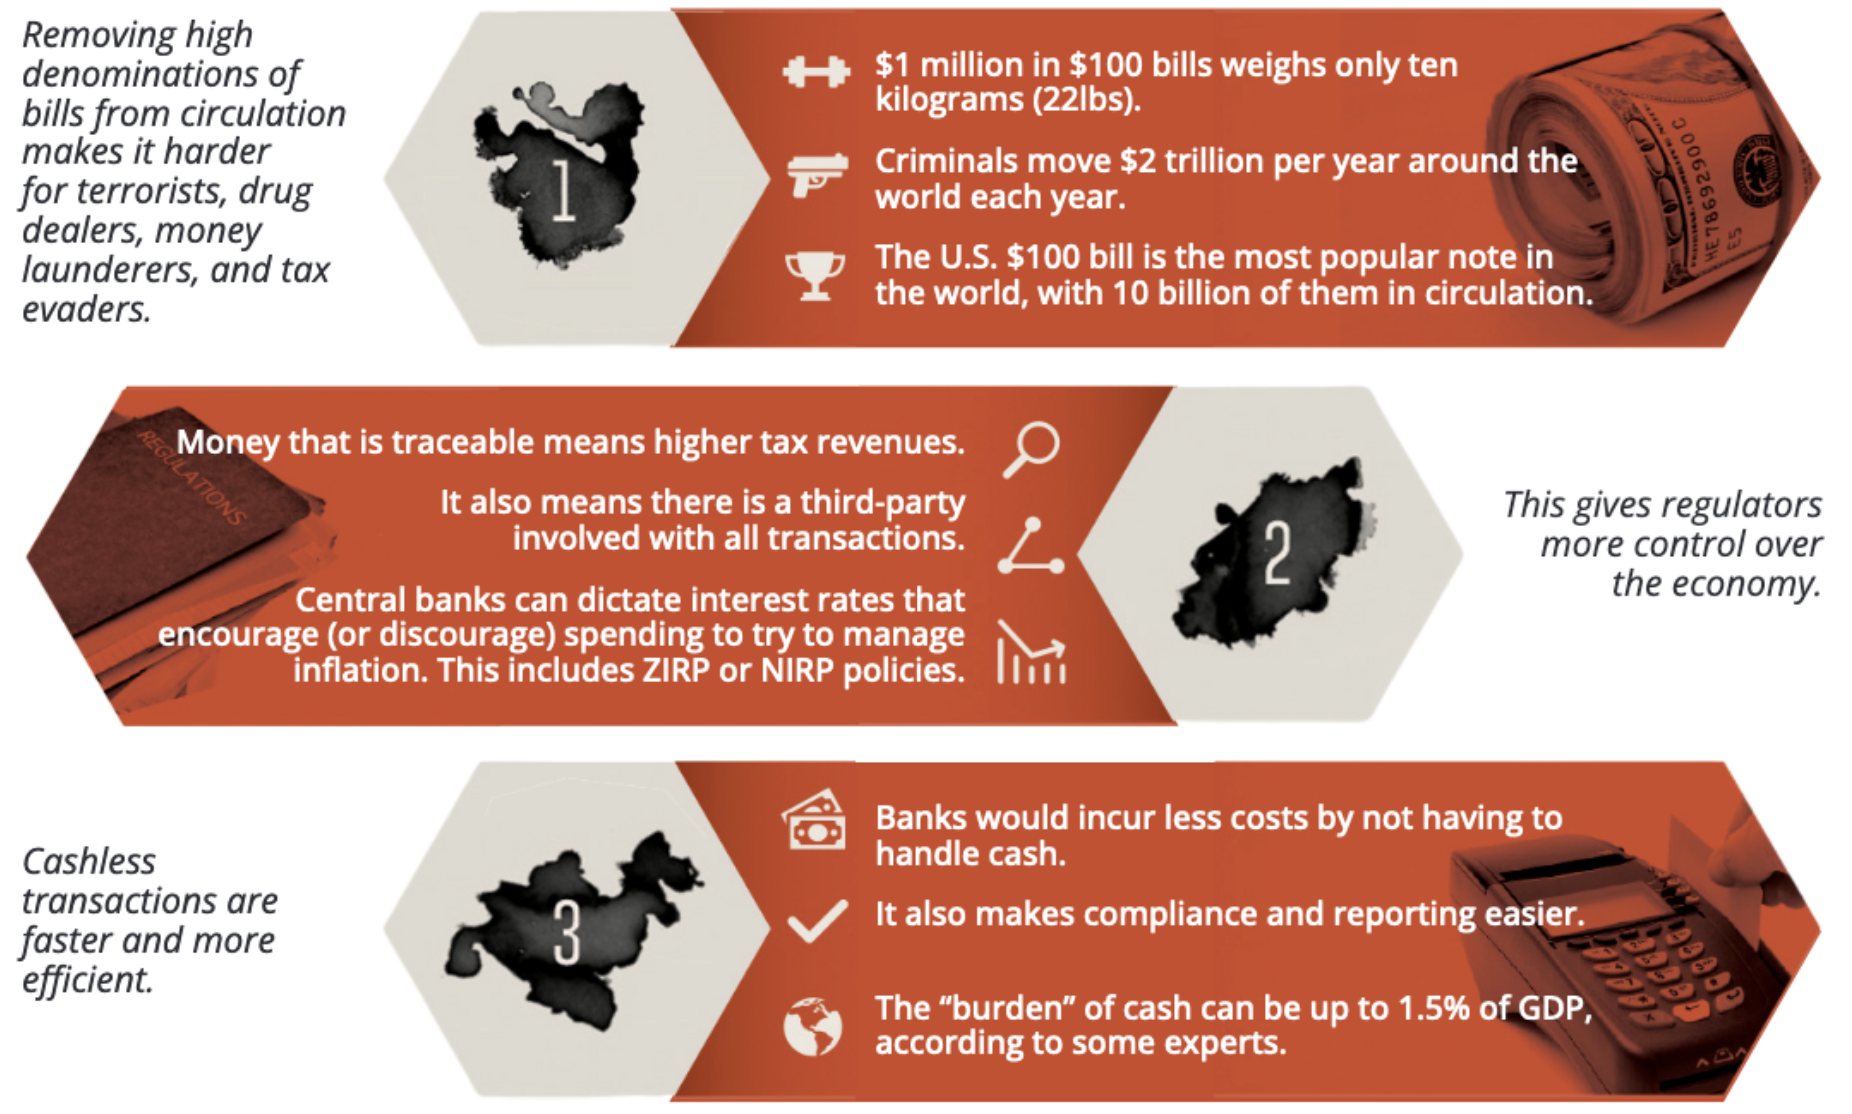 Removing high
denominations of
bills from circulation
makes it harder
for terrorists, drug
dealers, money
launderers, and tax
evaders.
1
$1 million in $100 bills weighs only ten
kilograms (22lbs).
Criminals move $2 trillion per year around the
world each year.
The U.S. $100 bill is the most popular note in
the world, with 10 billion of them in circulation.
HE78692900C
E5
REGULATIONS
Money that is traceable means higher tax revenues.
It also means there is a third-party
involved with all transactions.
Central banks can dictate interest rates that
encourage (or discourage) spending to try to manage
inflation. This includes ZIRP or NIRP policies.
2
This gives regulators
more control over
the economy.
Cashless
transactions are
faster and more
efficient.
3
Banks would incur less costs by not having to
handle cash.
It also makes compliance and reporting easier.
The “burden” of cash can be up to 1.5% of GDP,
according to some experts.